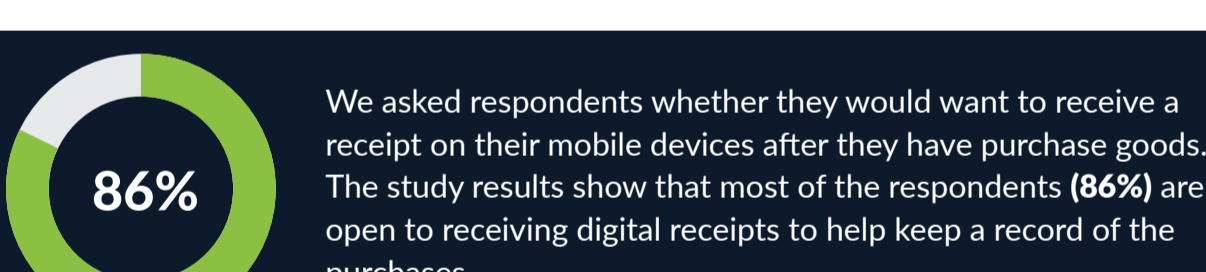 We asked respondents whether they would want to receive a
receipt on their mobile devices after they have purchase goods.
86%
The study results show that most of the respondents (86%) are
open to receiving digital receipts to help keep a record of the
purchases.